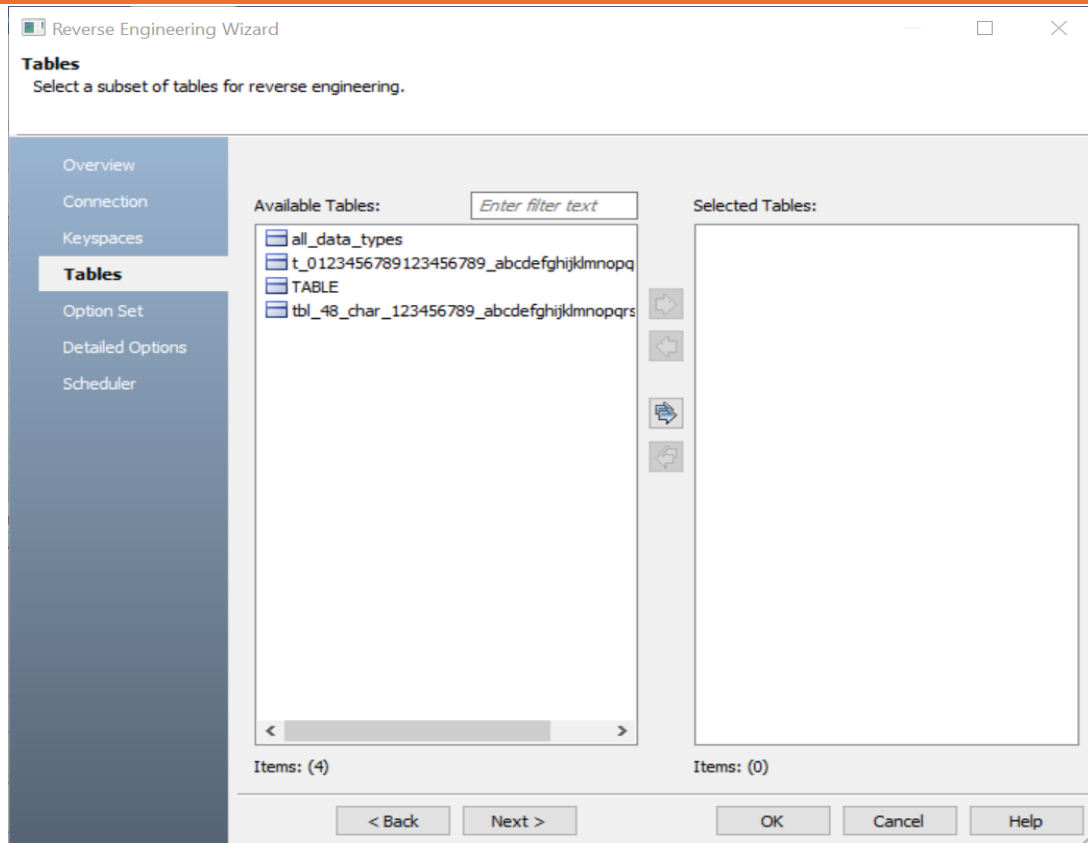 Reverse Engineering Wizard
Tables
Select a subset of tables for reverse engineering.
Overview
Connection
Keyspaces
Tables
Option Set
Detailed Options
Scheduler
Available Tables:
Enter filter text
all_data_types
t_0123456789123456789_abcdefghijklmnopq
TABLE
tbl_48_char_123456789_abcdefghijklmnopqrs
Items: (4)
Selected Tables:
Items: (0)
< Back
Next >
OK
Cancel
Help